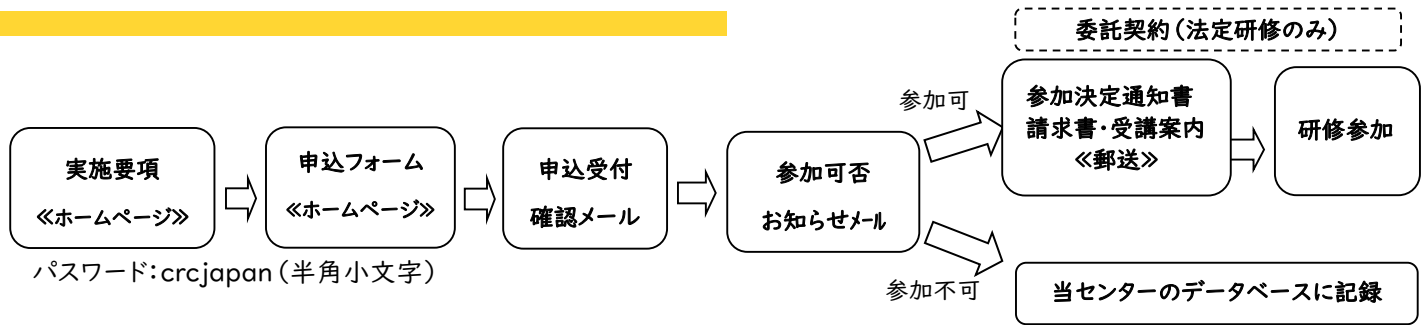 委託契約(法定研修のみ)
実施要項
≪ホームページ≫
パスワード:crcjapan(半角小文字)
申込フォーム
≪ホームページ≫
申込受付
確認メール
参加可否
お知らせメール
参加可
参加決定通知書
請求書・受講案内
≪郵送≫
研修参加
参加不可
当センターのデータベースに記録